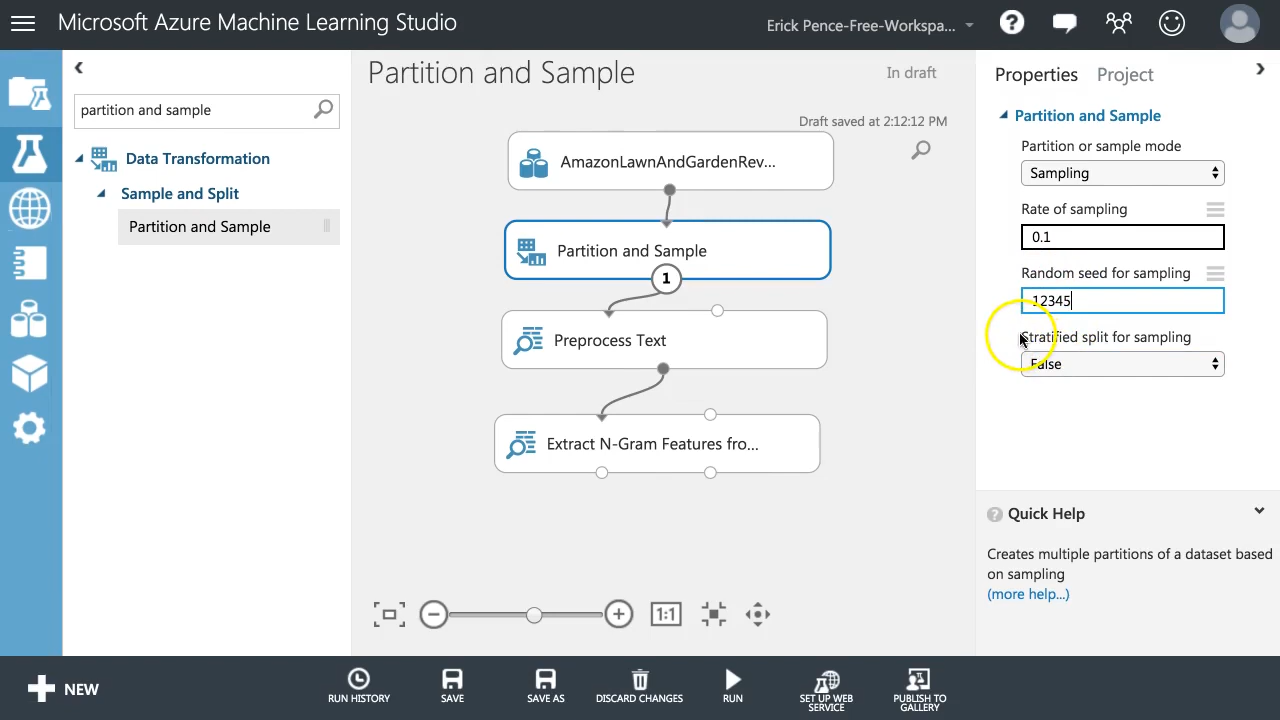 Microsoft Azure Machine Learning Studio
Erick Pence-Free-Workspa...
?
partition and sample
Data Transformation
Sample and Split
Partition and Sample
Partition and Sample
In draft
Draft saved at 2:12:12 PM
AmazonLawnAndGardenRev...
Partition and Sample
1
Preprocess Text
Extract N-Gram Features fro...
1:1
Properties
Project
Partition and Sample
Partition or sample mode
Sampling
Rate of sampling
0.1
Random seed for sampling
12345
Stratified split for sampling
False
? Quick Help
Creates multiple partitions of a dataset based
on sampling
(more help...)
NEW
RUN HISTORY
SAVE
SAVE AS
DISCARD CHANGES
RUN
SET UP WEB
SERVICE
PUBLISH TO
GALLERY